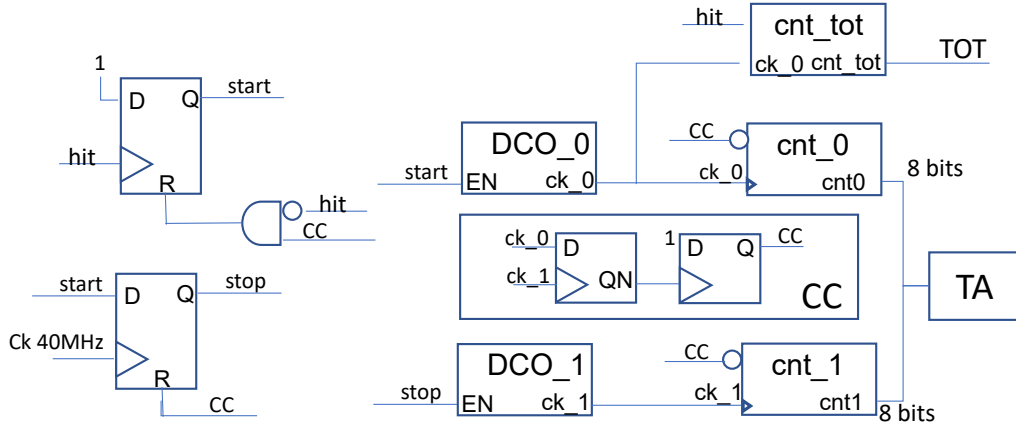 1
D
Q
start
hit
R
hit
CC
start
D
Q
stop
Ck 40MHz
R
CC
hit
cnt_tot
ck_0 cnt_tot
TOT
DCO_0
start
EN
ck_0
CC
cnt_0
ck_0
cnt0
8 bits
ck_0
D
ck_1
QN
1
D
Q
CC
CC
TA
DCO_1
stop
EN
ck_1
CC
cnt_1
ck_1
cnt1
8 bits